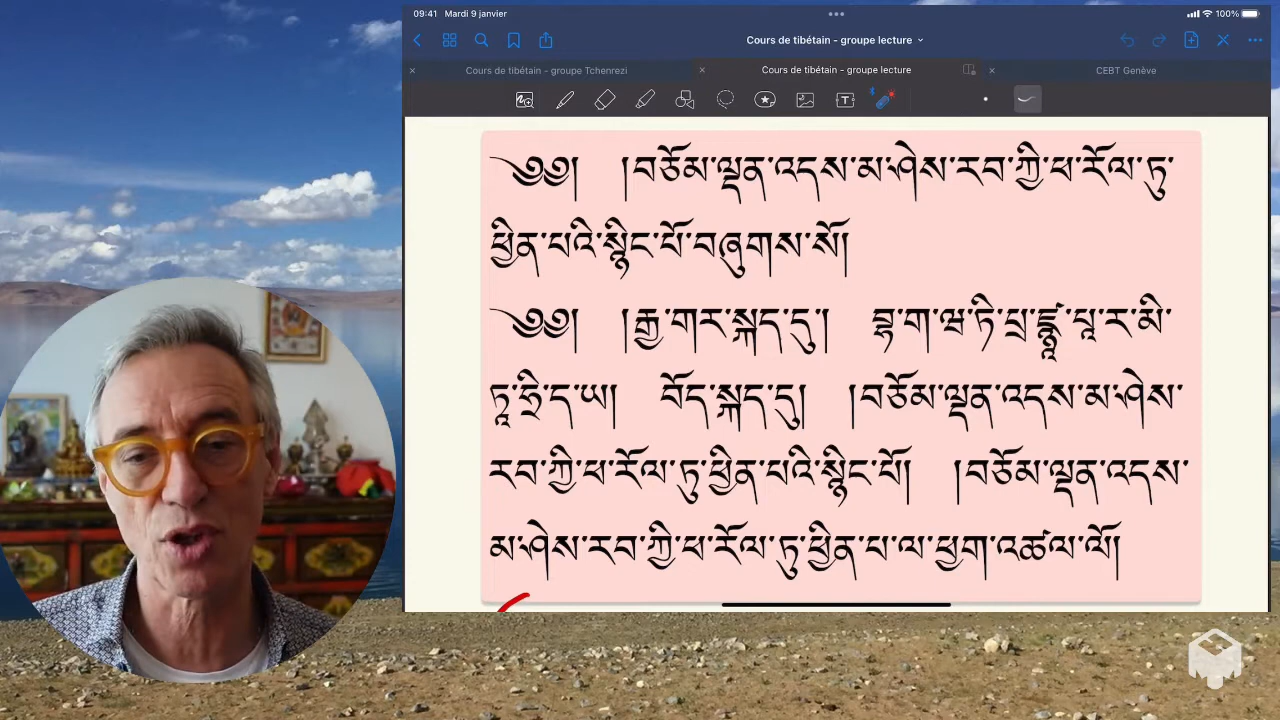 09:41 Mardi 9 janvier
100%
Cours de tibétain - groupe lecture
Cours de tibétain - groupe Tchenrezi
Cours de tibétain - groupe lecture
CEBT Genève
༄༅། །བཅོམ་ལྡན་འདས་མ་ཤེས་རབ་ཀྱི་ཕ་རོལ་ཏུ་
ཕྱིན་པའི་སྙིང་པོ་བཞུགས་སོ།
༄༅། །རྒྱ་གར་སྐད་དུ། བྷ་ག་ཝ་ཏི་པྲ་ཛྙཱ་པཱ་ར་མི་
ཏཱ་ཧྲི་ད་ཡ། བོད་སྐད་དུ། །བཅོམ་ལྡན་འདས་མ་ཤེས་
རབ་ཀྱི་ཕ་རོལ་ཏུ་ཕྱིན་པའི་སྙིང་པོ། །བཅོམ་ལྡན་འདས་
མ་ཤེས་རབ་ཀྱི་ཕ་རོལ་ཏུ་ཕྱིན་པ་ལ་ཕྱག་འཚལ་ལོ།